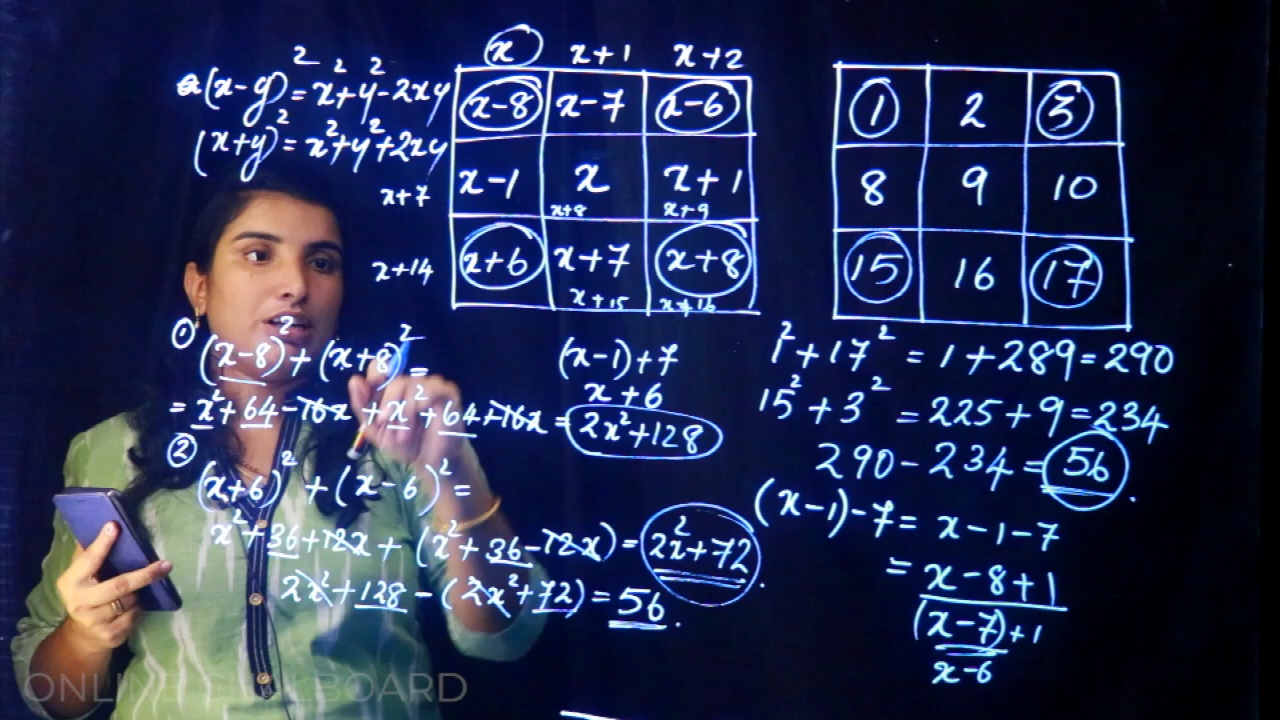 (x-y)² = x²+y²-2xy
(x+y)² = x²+y²+2xy
x x+1 x+2
x-8 x-7 x-6
x+7 x-1 x x+1
x+8 x+9
x+14 x+6 x+7 x+8
x+15 x+16
1 2 3
8 9 10
15 16 17
① (x-8)² + (x+8)² =
= x²+64-16x+x²+64+16x = 2x²+128
② (x+6)² + (x-6)² =
x²+36+12x + (x²+36-12x) = 2x²+72.
2x²+128-(2x²+72) = 56.
(x-1)+7
x+6
1²+17² = 1+289=290
15²+3² = 225+9=234
290-234=56.
(x-1)-7 = x-1-7
= x-8+1
(x-7)+1
x-6
ONLINE CHALKBOARD